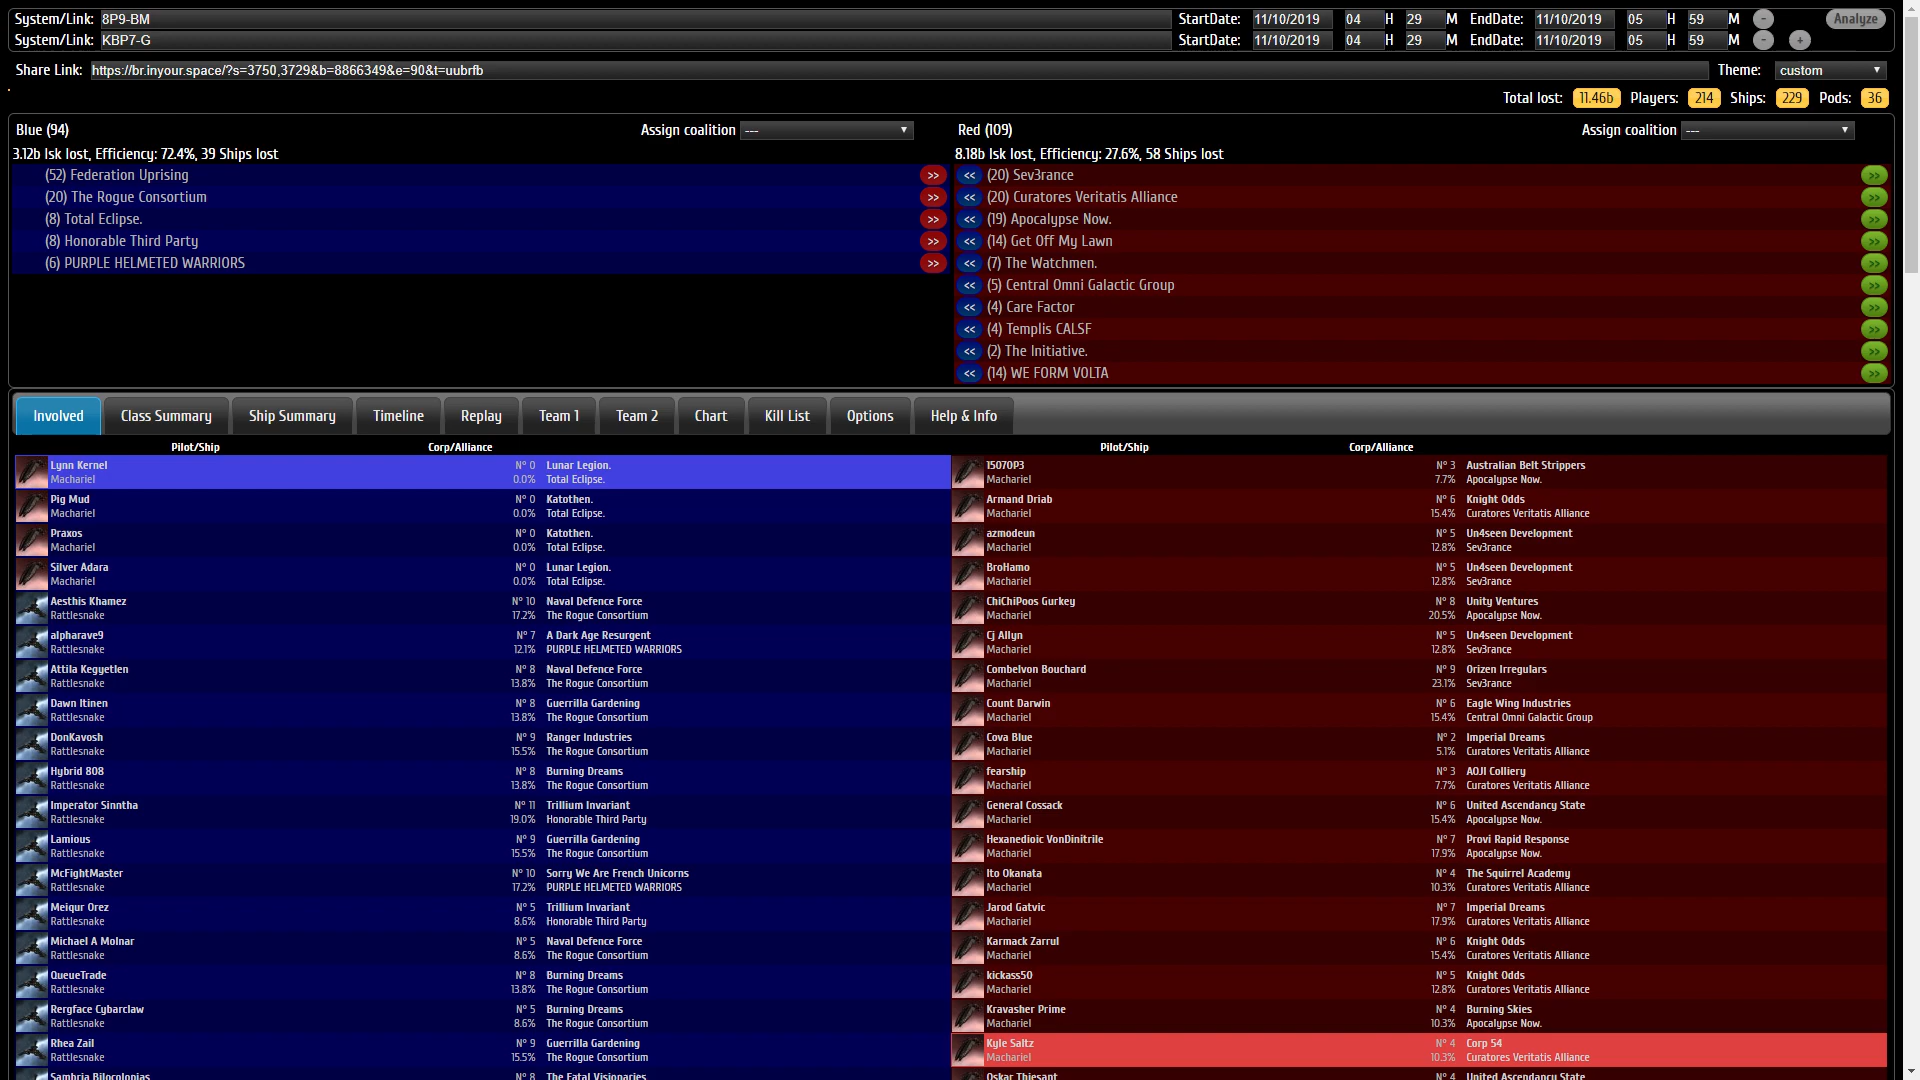 System/Link: 8P9-BM StartDate: 11/10/2019 04 H 29 M EndDate: 11/10/2019 05 H 59 M - Analyze
System/Link: KBP7-G StartDate: 11/10/2019 04 H 29 M EndDate: 11/10/2019 05 H 59 M - +
Share Link: https://br.inyour.space/?s=3750,3729&b=8866349&e=90&t=uubrfb Theme: custom
Total lost: 11.46b Players: 214 Ships: 229 Pods: 36
Blue (94) Assign coalition ---
3.12b Isk lost, Efficiency: 72.4%, 39 Ships lost
(52) Federation Uprising >>
(20) The Rogue Consortium >>
(8) Total Eclipse. >>
(8) Honorable Third Party >>
(6) PURPLE HELMETED WARRIORS >>
Red (109) Assign coalition ---
8.18b Isk lost, Efficiency: 27.6%, 58 Ships lost
<< (20) Sev3rance >>
<< (20) Curatores Veritatis Alliance >>
<< (19) Apocalypse Now. >>
<< (14) Get Off My Lawn >>
<< (7) The Watchmen. >>
<< (5) Central Omni Galactic Group >>
<< (4) Care Factor >>
<< (4) Templis CALSF >>
<< (2) The Initiative. >>
<< (14) WE FORM VOLTA >>
Involved Class Summary Ship Summary Timeline Replay Team 1 Team 2 Chart Kill List Options Help & Info
Pilot/Ship Corp/Alliance
Lynn Kernel N° 0 Lunar Legion.
Machariel 0.0% Total Eclipse.
Pig Mud N° 0 Katothen.
Machariel 0.0% Total Eclipse.
Praxos N° 0 Katothen.
Machariel 0.0% Total Eclipse.
Silver Adara N° 0 Lunar Legion.
Machariel 0.0% Total Eclipse.
Aesthis Khamez N° 10 Naval Defence Force
Rattlesnake 17.2% The Rogue Consortium
alpharave9 N° 7 A Dark Age Resurgent
Rattlesnake 12.1% PURPLE HELMETED WARRIORS
Attila Kegyetlen N° 8 Naval Defence Force
Rattlesnake 13.8% The Rogue Consortium
Dawn Itinen N° 8 Guerrilla Gardening
Rattlesnake 13.8% The Rogue Consortium
DonKavosh N° 9 Ranger Industries
Rattlesnake 15.5% The Rogue Consortium
Hybrid 808 N° 8 Burning Dreams
Rattlesnake 13.8% The Rogue Consortium
Imperator Sinntha N° 11 Trillium Invariant
Rattlesnake 19.0% Honorable Third Party
Lamious N° 9 Guerrilla Gardening
Rattlesnake 15.5% The Rogue Consortium
McFightMaster N° 10 Sorry We Are French Unicorns
Rattlesnake 17.2% PURPLE HELMETED WARRIORS
Meiqur Orez N° 5 Trillium Invariant
Rattlesnake 8.6% Honorable Third Party
Michael A Molnar N° 5 Naval Defence Force
Rattlesnake 8.6% The Rogue Consortium
QueueTrade N° 8 Burning Dreams
Rattlesnake 13.8% The Rogue Consortium
Rergface Cybarclaw N° 5 Burning Dreams
Rattlesnake 8.6% The Rogue Consortium
Rhea Zail N° 9 Guerrilla Gardening
Rattlesnake 15.5% The Rogue Consortium
Sambria Bilocolopias N° 8 The Fatal Visionaries
Pilot/Ship Corp/Alliance
1507OP3 N° 3 Australian Belt Strippers
Machariel 7.7% Apocalypse Now.
Armand Driab N° 6 Knight Odds
Machariel 15.4% Curatores Veritatis Alliance
azmodeun N° 5 Un4seen Development
Machariel 12.8% Sev3rance
BroHamo N° 5 Un4seen Development
Machariel 12.8% Sev3rance
ChiChiPoos Gurkey N° 8 Unity Ventures
Machariel 20.5% Apocalypse Now.
Cj Allyn N° 5 Un4seen Development
Machariel 12.8% Sev3rance
Combelvon Bouchard N° 9 Orizen Irregulars
Machariel 23.1% Sev3rance
Count Darwin N° 6 Eagle Wing Industries
Machariel 15.4% Central Omni Galactic Group
Cova Blue N° 2 Imperial Dreams
Machariel 5.1% Curatores Veritatis Alliance
fearship N° 3 AOJI Colliery
Machariel 7.7% Curatores Veritatis Alliance
General Cossack N° 6 United Ascendancy State
Machariel 15.4% Apocalypse Now.
Hexanedioic VonDinitrile N° 7 Provi Rapid Response
Machariel 17.9% Apocalypse Now.
Ito Okanata N° 4 The Squirrel Academy
Machariel 10.3% Curatores Veritatis Alliance
Jarod Gatvic N° 7 Imperial Dreams
Machariel 17.9% Curatores Veritatis Alliance
Karmack Zarrul N° 6 Knight Odds
Machariel 15.4% Curatores Veritatis Alliance
kickass50 N° 5 Knight Odds
Machariel 12.8% Curatores Veritatis Alliance
Kravasher Prime N° 4 Burning Skies
Machariel 10.3% Apocalypse Now.
Kyle Saltz N° 4 Corp 54
Machariel 10.3% Curatores Veritatis Alliance
Oskar Thiesant N° 4 United Ascendancy State